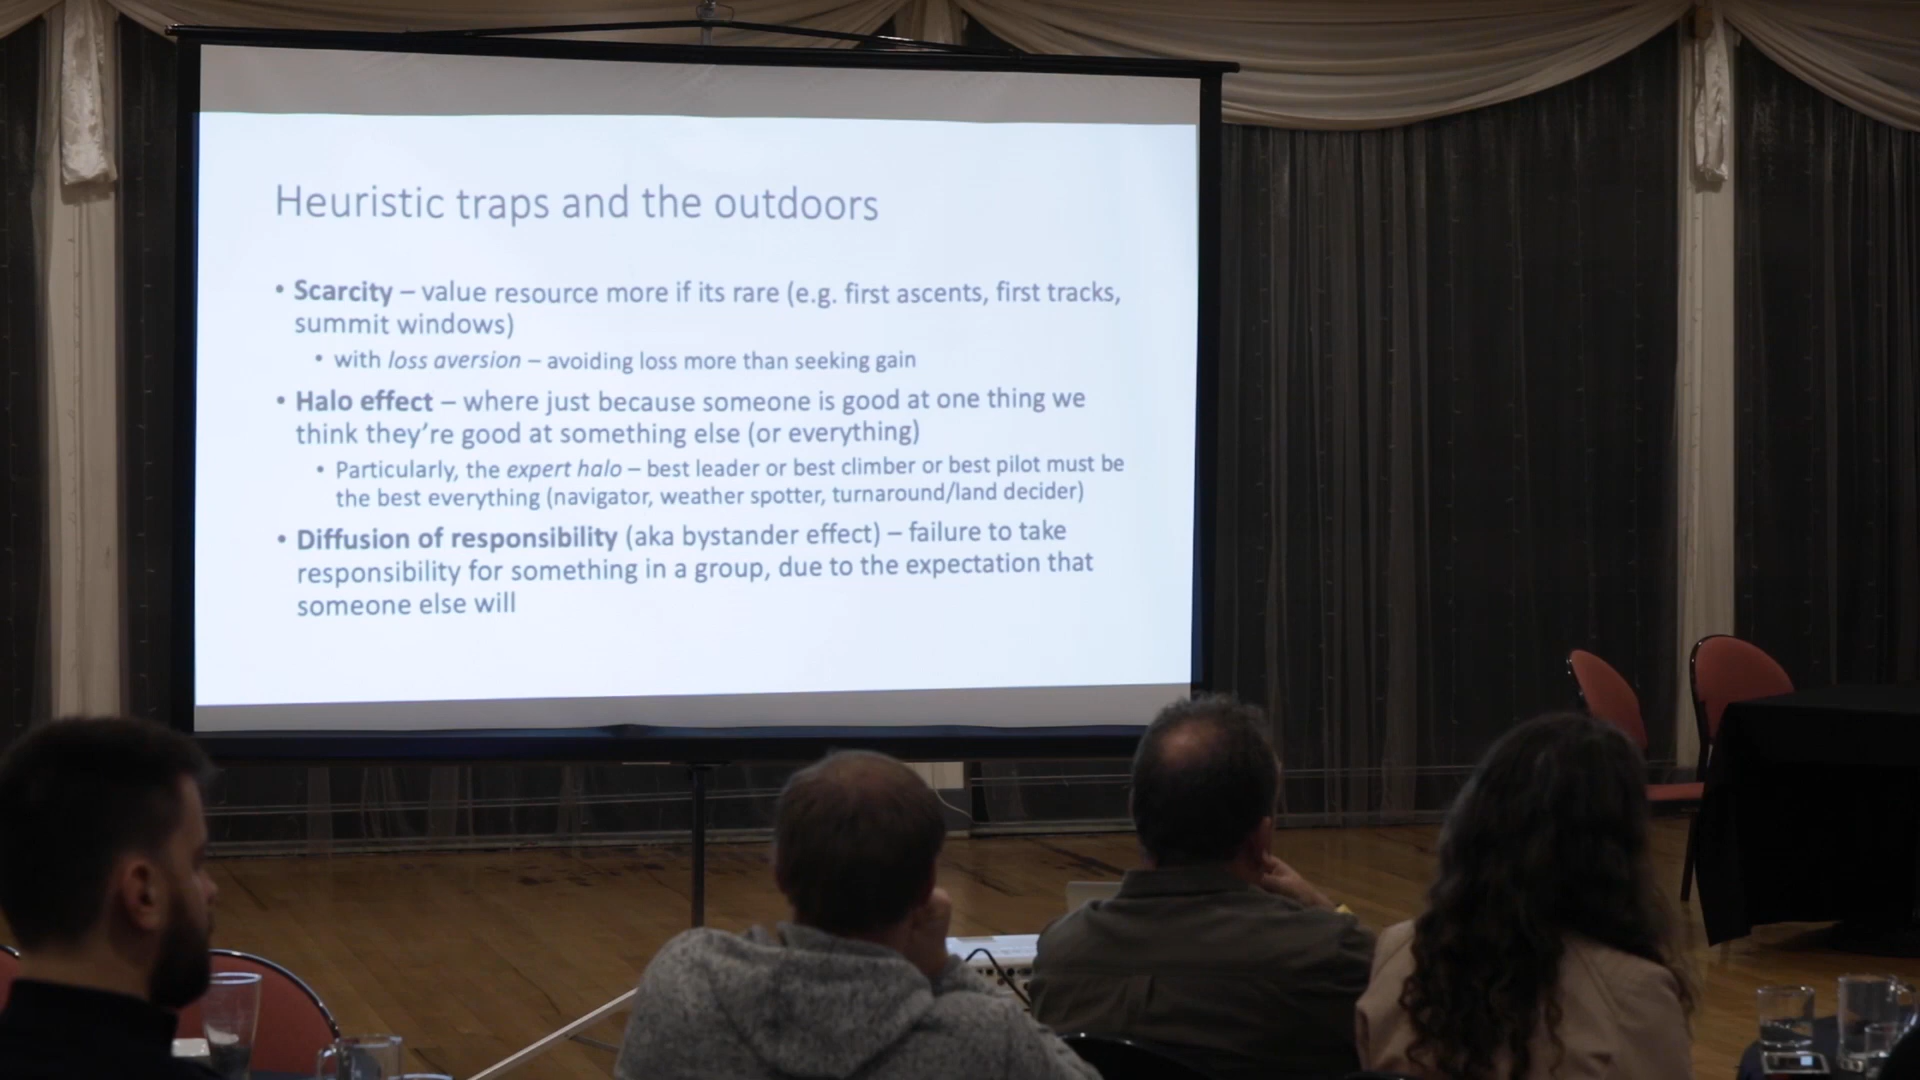 Heuristic traps and the outdoors
• Scarcity – value resource more if its rare (e.g. first ascents, first tracks,
summit windows)
• with loss aversion – avoiding loss more than seeking gain
• Halo effect – where just because someone is good at one thing we
think they're good at something else (or everything)
• Particularly, the expert halo – best leader or best climber or best pilot must be
the best everything (navigator, weather spotter, turnaround/land decider)
• Diffusion of responsibility (aka bystander effect) – failure to take
responsibility for something in a group, due to the expectation that
someone else will